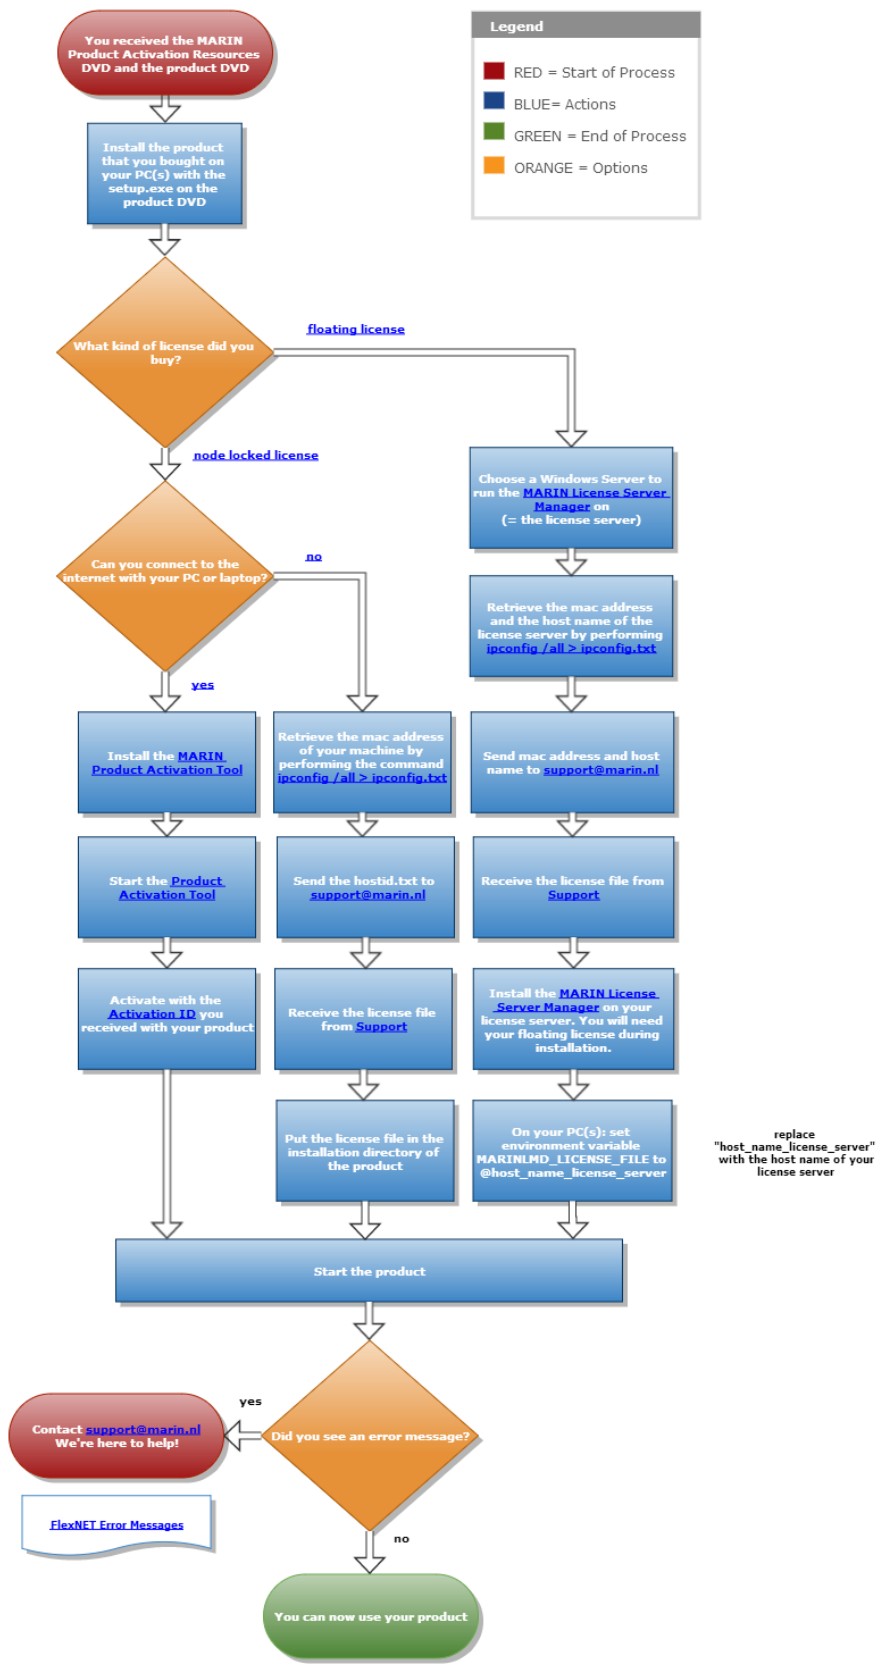 You received the MARIN
Product Activation Resources
DVD and the product DVD
Legend
RED = Start of Process
BLUE= Actions
GREEN = End of Process
ORANGE = Options
Install the product
that you bought on
your PC(s) with the
setup.exe on the
product DVD
What kind of license did you
buy?
floating license
node locked license
Choose a Windows Server to
run the MARIN License Server
Manager on
(= the license server)
Can you connect to the
internet with your PC or laptop?
no
yes
Retrieve the mac address
and the host name of the
license server by performing
ipconfig /all > ipconfig.txt
Install the MARIN
Product Activation Tool
Retrieve the mac address
of your machine by
performing the command
ipconfig /all > ipconfig.txt
Send mac address and host
name to support@marin.nl
Start the Product
Activation Tool
Send the hostid.txt to
support@marin.nl
Receive the license file from
Support
Activate with the
Activation ID you
received with your product
Receive the license file
from Support
Install the MARIN License
Server Manager on your
license server. You will need
your floating license during
installation.
Put the license file in the
installation directory of
the product
On your PC(s): set
environment variable
MARINLMD_LICENSE_FILE to
@host_name_license_server
replace
"host_name_license_server"
with the host name of your
license server
Start the product
Did you see an error message?
yes
Contact support@marin.nl
We're here to help!
FlexNET Error Messages
no
You can now use your product